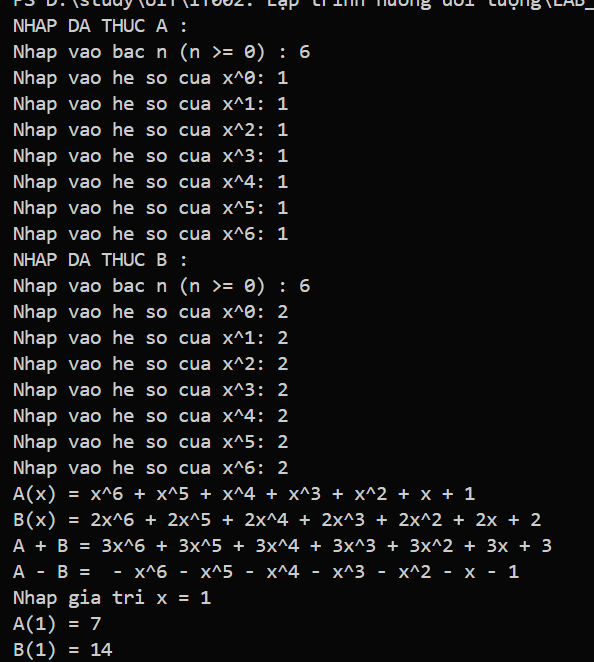 PS D:\study\UIT\IT002. Lap trinh huong doi tuong\LAB_
NHAP DA THUC A :
Nhap vao bac n (n >= 0) : 6
Nhap vao he so cua x^0: 1
Nhap vao he so cua x^1: 1
Nhap vao he so cua x^2: 1
Nhap vao he so cua x^3: 1
Nhap vao he so cua x^4: 1
Nhap vao he so cua x^5: 1
Nhap vao he so cua x^6: 1
NHAP DA THUC B :
Nhap vao bac n (n >= 0) : 6
Nhap vao he so cua x^0: 2
Nhap vao he so cua x^1: 2
Nhap vao he so cua x^2: 2
Nhap vao he so cua x^3: 2
Nhap vao he so cua x^4: 2
Nhap vao he so cua x^5: 2
Nhap vao he so cua x^6: 2
A(x) = x^6 + x^5 + x^4 + x^3 + x^2 + x + 1
B(x) = 2x^6 + 2x^5 + 2x^4 + 2x^3 + 2x^2 + 2x + 2
A + B = 3x^6 + 3x^5 + 3x^4 + 3x^3 + 3x^2 + 3x + 3
A - B =  - x^6 - x^5 - x^4 - x^3 - x^2 - x - 1
Nhap gia tri x = 1
A(1) = 7
B(1) = 14